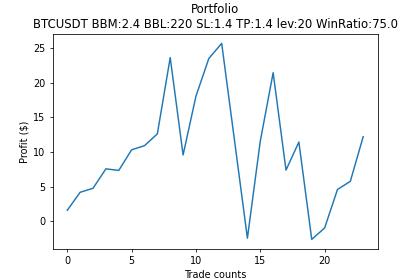 Portfolio
BTCUSDT BBM:2.4 BBL:220 SL:1.4 TP:1.4 lev:20 WinRatio:75.0
25
20
15
10
5
0
Profit ($)
0 5 10 15 20
Trade counts